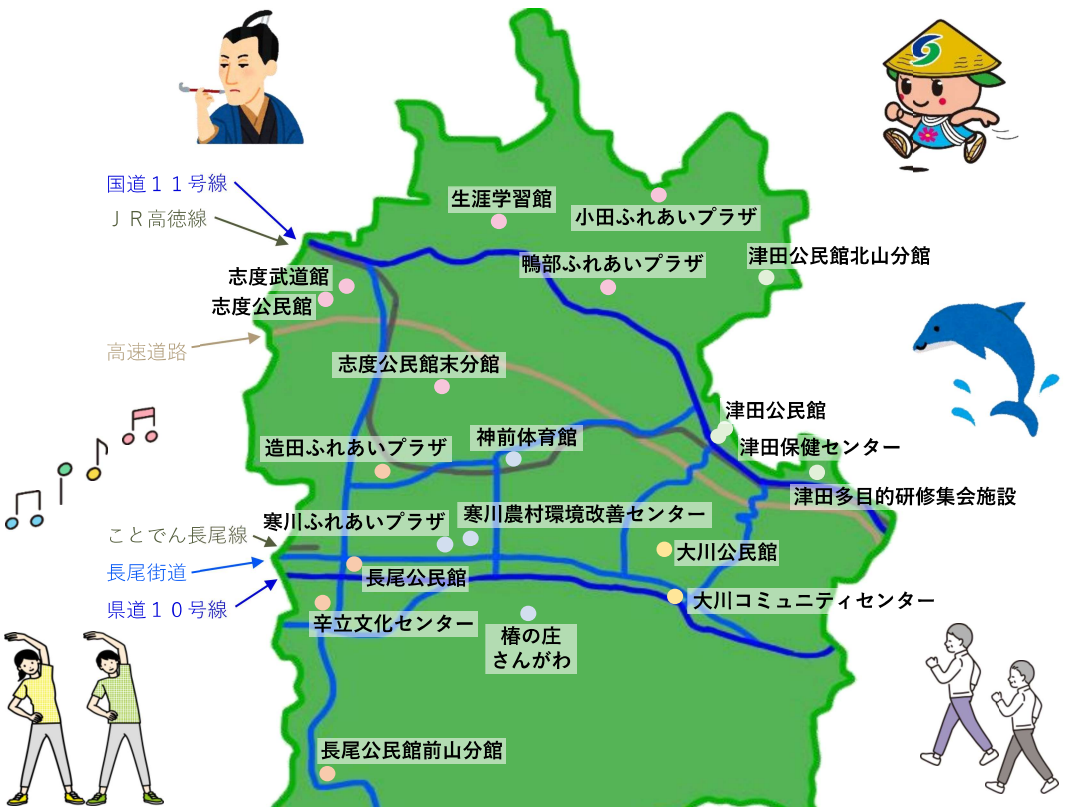 国道１１号線
ＪＲ高徳線
生涯学習館
小田ふれあいプラザ
津田公民館北山分館
鴨部ふれあいプラザ
志度武道館
志度公民館
高速道路
志度公民館末分館
津田公民館
津田保健センター
神前体育館
造田ふれあいプラザ
津田多目的研修集会施設
寒川農村環境改善センター
寒川ふれあいプラザ
ことでん長尾線
大川公民館
長尾街道
長尾公民館
県道１０号線
大川コミュニティセンター
辛立文化センター
椿の庄
さんがわ
長尾公民館前山分館